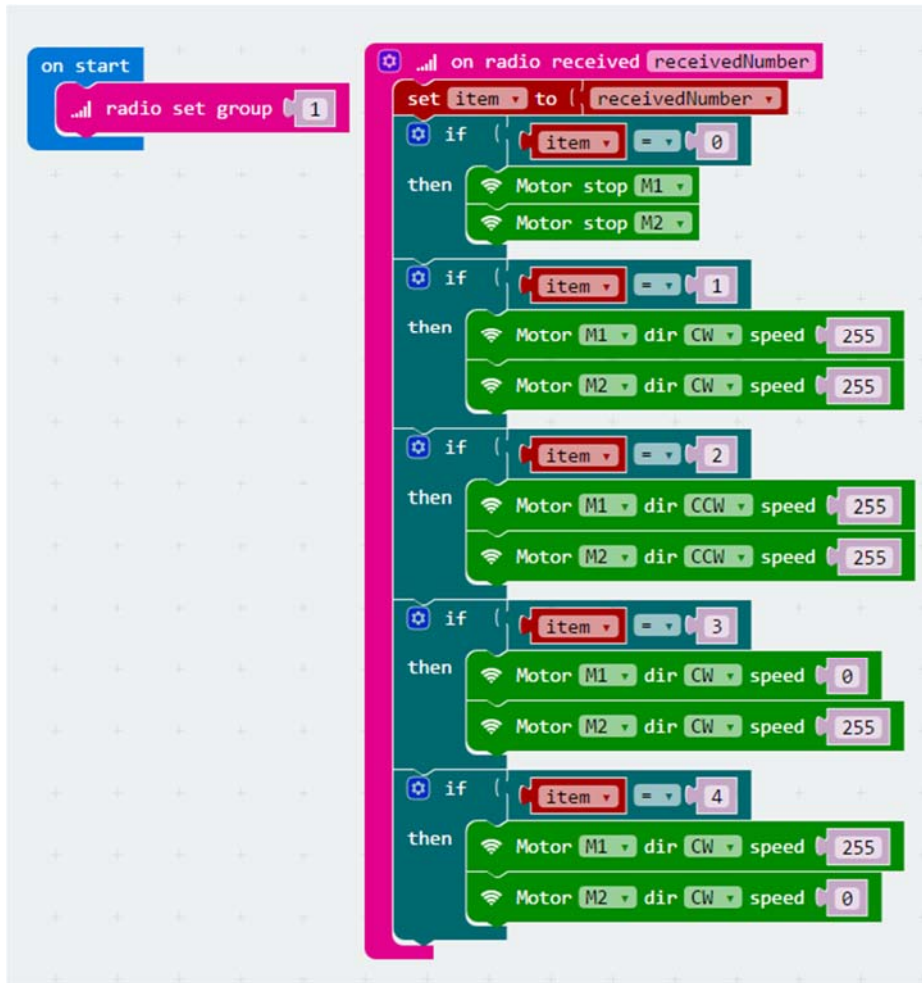 on start
radio set group 1
on radio received receivedNumber
set item to receivedNumber
if item = 0
then Motor stop M1
Motor stop M2
if item = 1
then Motor M1 dir CW speed 255
Motor M2 dir CW speed 255
if item = 2
then Motor M1 dir CCW speed 255
Motor M2 dir CCW speed 255
if item = 3
then Motor M1 dir CW speed 0
Motor M2 dir CW speed 255
if item = 4
then Motor M1 dir CW speed 255
Motor M2 dir CW speed 0